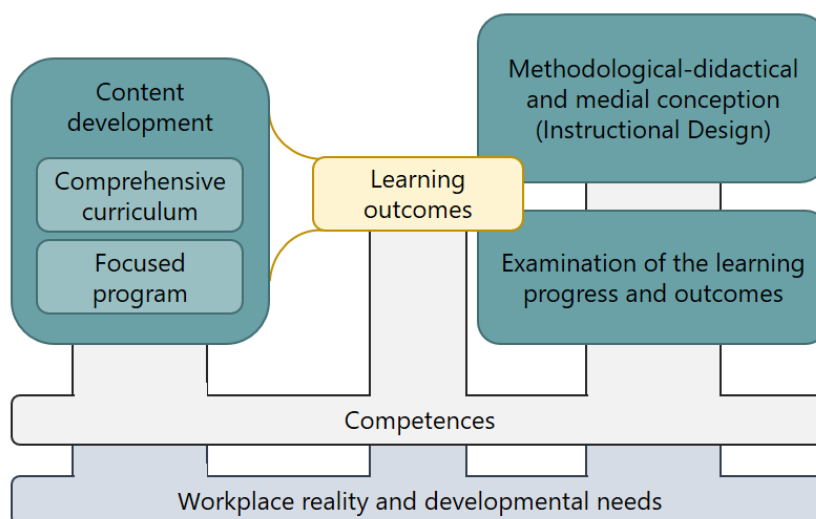 Content
development
Comprehensive
curriculum
Focused
program
Learning
outcomes
Methodological-didactical
and medial conception
(Instructional Design)
Examination of the learning
progress and outcomes
Competences
Workplace reality and developmental needs